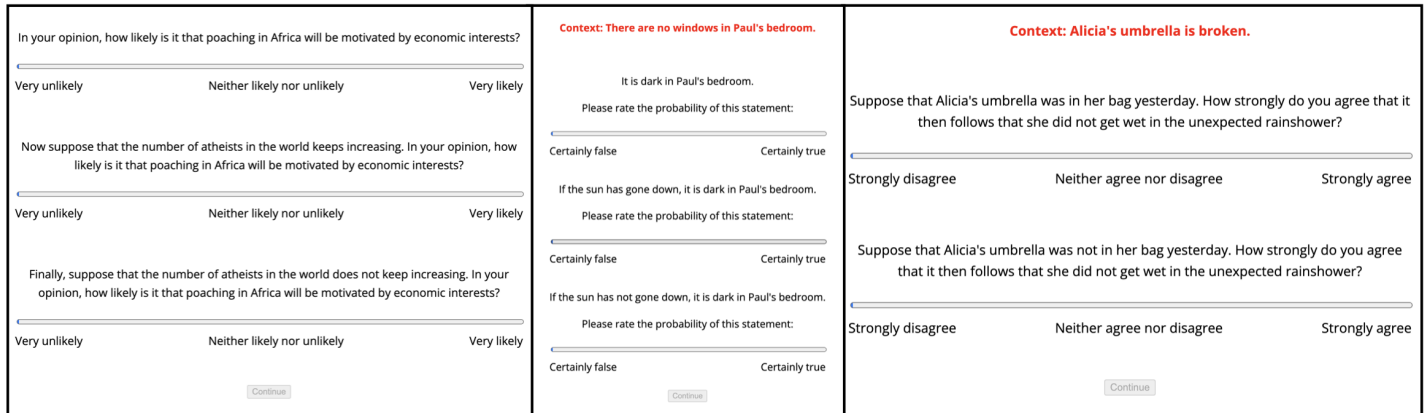 In your opinion, how likely is it that poaching in Africa will be motivated by economic interests?
Very unlikely Neither likely nor unlikely Very likely
Now suppose that the number of atheists in the world keeps increasing. In your opinion, how
likely is it that poaching in Africa will be motivated by economic interests?
Very unlikely Neither likely nor unlikely Very likely
Finally, suppose that the number of atheists in the world does not keep increasing. In your
opinion, how likely is it that poaching in Africa will be motivated by economic interests?
Very unlikely Neither likely nor unlikely Very likely
Continue
Context: There are no windows in Paul's bedroom.
It is dark in Paul's bedroom.
Please rate the probability of this statement:
Certainly false Certainly true
If the sun has gone down, it is dark in Paul's bedroom.
Please rate the probability of this statement:
Certainly false Certainly true
If the sun has not gone down, it is dark in Paul's bedroom.
Please rate the probability of this statement:
Certainly false Certainly true
Continue
Context: Alicia's umbrella is broken.
Suppose that Alicia's umbrella was in her bag yesterday. How strongly do you agree that it
then follows that she did not get wet in the unexpected rainshower?
Strongly disagree Neither agree nor disagree Strongly agree
Suppose that Alicia's umbrella was not in her bag yesterday. How strongly do you agree
that it then follows that she did not get wet in the unexpected rainshower?
Strongly disagree Neither agree nor disagree Strongly agree
Continue